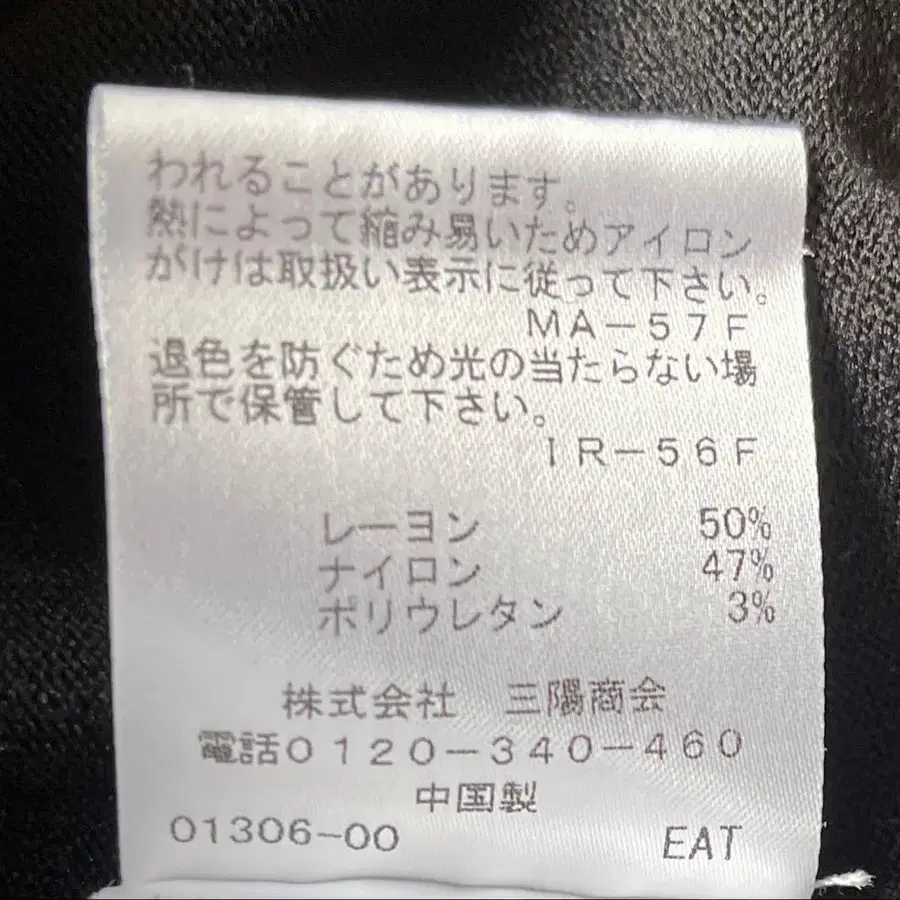 われることがあります。
熱によって縮み易いためアイロン
がけは取扱い表示に従って下さい。
MA-57F
退色を防ぐため光の当たらない場
所で保管して下さい。
IR-56F
レーヨン 50%
ナイロン 47%
ポリウレタン 3%
株式会社 三陽商会
電話0120-340-460
中国製
01306-00 EAT